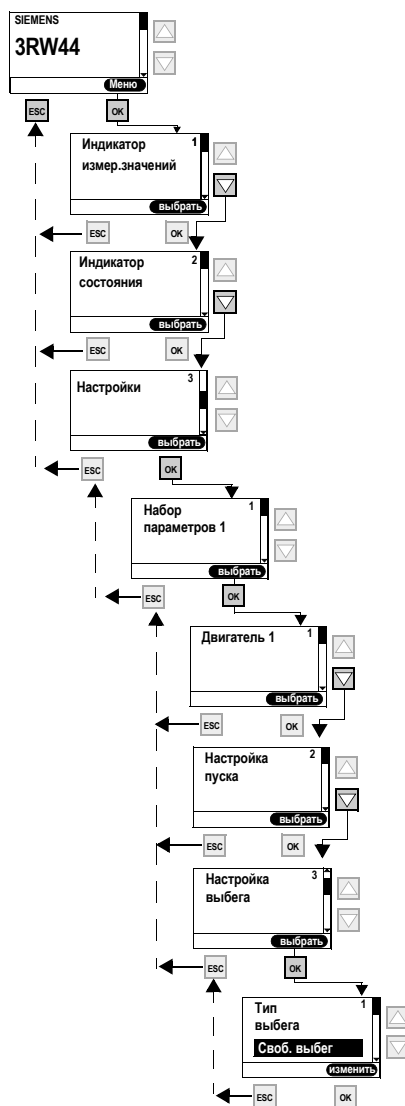 SIEMENS
3RW44
Меню
ESC
OK
Индикатор 1
измер.значений
выбрать
ESC
OK
Индикатор 2
состояния
выбрать
ESC
OK
Настройки 3
выбрать
ESC
OK
Набор 1
параметров 1
выбрать
ESC
OK
Двигатель 1 1
выбрать
ESC
OK
Настройка 2
пуска
выбрать
ESC
OK
Настройка 3
выбега
выбрать
ESC
OK
Тип 1
выбега
Своб. выбег
изменить
ESC
OK